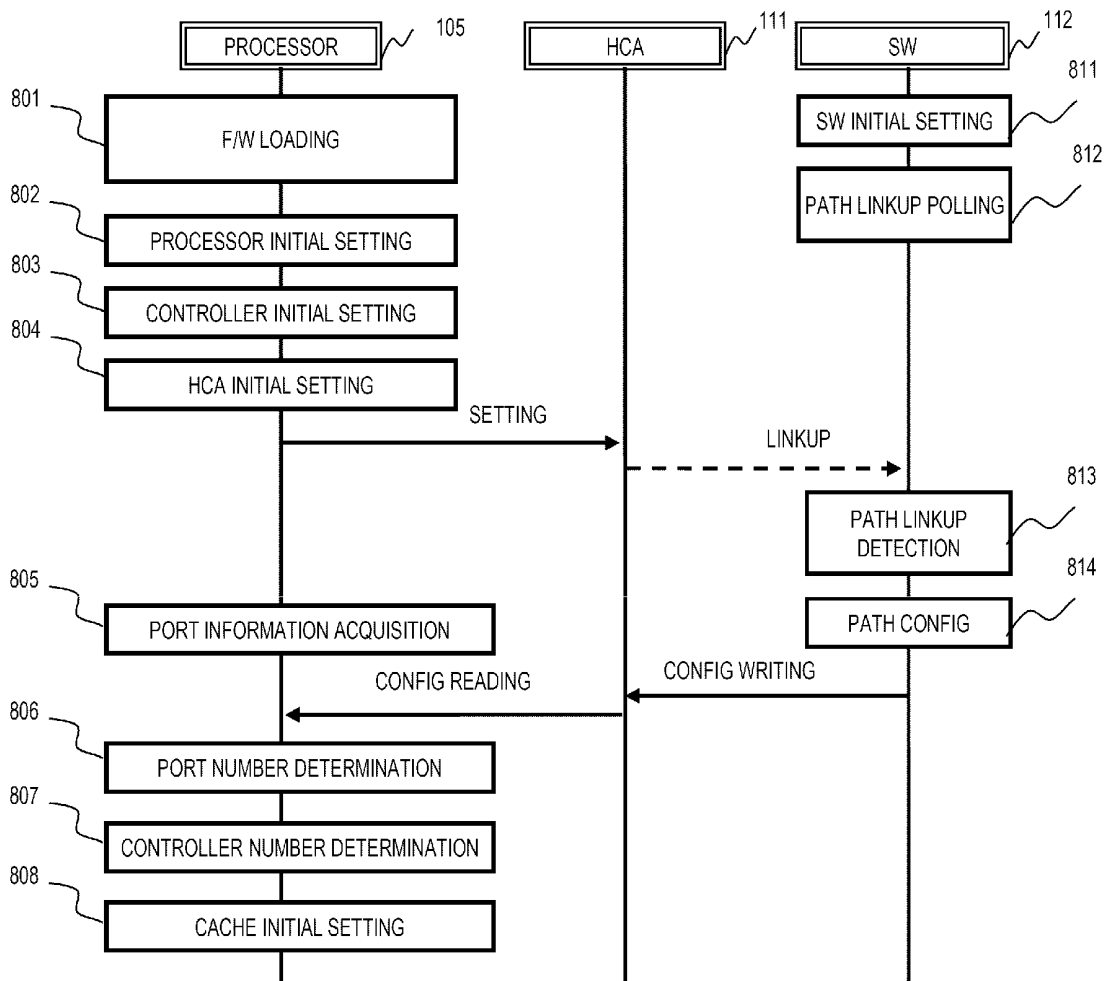 PROCESSOR
105
HCA
111
SW
112
801
F/W LOADING
SW INITIAL SETTING
811
812
PATH LINKUP POLLING
802
PROCESSOR INITIAL SETTING
803
CONTROLLER INITIAL SETTING
804
HCA INITIAL SETTING
SETTING
LINKUP
813
PATH LINKUP
DETECTION
805
PORT INFORMATION ACQUISITION
814
PATH CONFIG
CONFIG WRITING
CONFIG READING
806
PORT NUMBER DETERMINATION
807
CONTROLLER NUMBER DETERMINATION
808
CACHE INITIAL SETTING